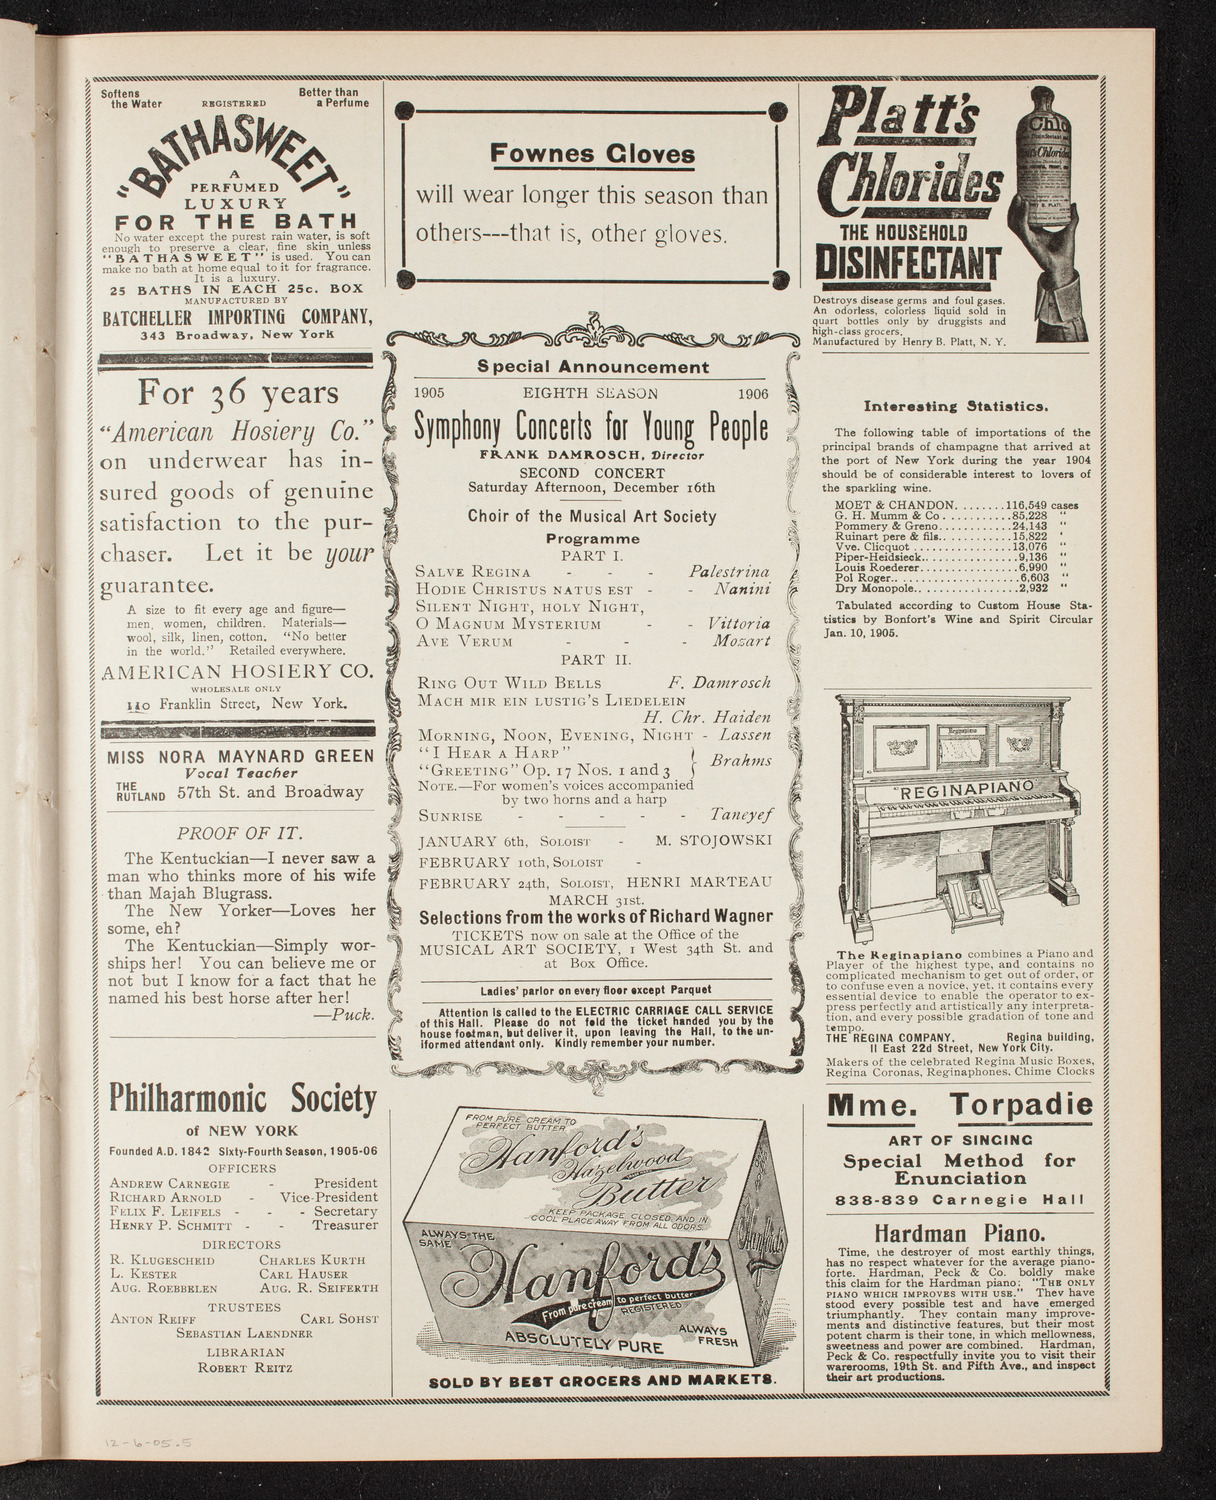 Softens the Water
Better than a Perfume
REGISTERED
"BATHASWEET"
A
PERFUMED
LUXURY
FOR THE BATH
No water except the purest rain water, is soft
enough to preserve a clear, fine skin unless
"BATHASWEET" is used. You can
make no bath at home equal to it for fragrance.
It is a luxury.
25 BATHS IN EACH 25c. BOX
MANUFACTURED BY
BATCHELLER IMPORTING COMPANY,
343 Broadway, New York
For 36 years
"American Hosiery Co."
on underwear has in-
sured goods of genuine
satisfaction to the pur-
chaser. Let it be your
guarantee.
A size to fit every age and figure—
men, women, children. Materials—
wool, silk, linen, cotton. "No better
in the world." Retailed everywhere.
AMERICAN HOSIERY CO.
WHOLESALE ONLY
110 Franklin Street, New York.
MISS NORA MAYNARD GREEN
Vocal Teacher
THE RUTLAND 57th St. and Broadway
PROOF OF IT.
The Kentuckian—I never saw a
man who thinks more of his wife
than Majah Blugrass.
The New Yorker—Loves her
some, eh?
The Kentuckian—Simply wor-
ships her! You can believe me or
not but I know for a fact that he
named his best horse after her!
—Puck.
Philharmonic Society
of NEW YORK
Founded A.D. 1842 Sixty-Fourth Season, 1905-06
OFFICERS
ANDREW CARNEGIE - President
RICHARD ARNOLD - Vice-President
FELIX F. LEIFELS - - - Secretary
HENRY P. SCHMITT - - Treasurer
DIRECTORS
R. KLUGESCHEID CHARLES KURTH
L. KESTER CARL HAUSER
AUG. ROEBBELEN AUG. R. SEIFERTH
TRUSTEES
ANTON REIFF CARL SOHST
SEBASTIAN LAENDNER
LIBRARIAN
ROBERT REITZ
Fownes Gloves
will wear longer this season than
others---that is, other gloves.
Special Announcement
1905 EIGHTH SEASON 1906
Symphony Concerts for Young People
FRANK DAMROSCH, Director
SECOND CONCERT
Saturday Afternoon, December 16th
Choir of the Musical Art Society
Programme
PART I.
SALVE REGINA - - - Palestrina
HODIE CHRISTUS NATUS EST - - Nanini
SILENT NIGHT, HOLY NIGHT,
O MAGNUM MYSTERIUM - - Vittoria
AVE VERUM - - - Mozart
PART II.
RING OUT WILD BELLS F. Damrosch
MACH MIR EIN LUSTIG'S LIEDELEIN
H. Chr. Haiden
MORNING, NOON, EVENING, NIGHT - Lassen
"I HEAR A HARP"
"GREETING" Op. 17 Nos. 1 and 3 } Brahms
NOTE.—For women's voices accompanied
by two horns and a harp
SUNRISE - - - - - Taneyef
JANUARY 6th, SOLOIST - M. STOJOWSKI
FEBRUARY 10th, SOLOIST -
FEBRUARY 24th, SOLOIST, HENRI MARTEAU
MARCH 31st.
Selections from the works of Richard Wagner
TICKETS now on sale at the Office of the
MUSICAL ART SOCIETY, 1 West 34th St. and
at Box Office.
Ladies' parlor on every floor except Parquet
Attention is called to the ELECTRIC CARRIAGE CALL SERVICE
of this Hall. Please do not fold the ticket handed you by the
house footman, but deliver it, upon leaving the Hall, to the un-
iformed attendant only. Kindly remember your number.
FROM PURE CREAM TO
PERFECT BUTTER
Hanford's
Hazelwood
Butter
KEEP PACKAGE CLOSED AND IN
COOL PLACE AWAY FROM ALL ODORS.
ALWAYS THE
SAME
Hanford's
From pure cream to perfect butter
REGISTERED
ABSOLUTELY PURE
ALWAYS
FRESH
Hanford's
SOLD BY BEST GROCERS AND MARKETS.
Platt's
Chlorides
THE HOUSEHOLD
DISINFECTANT
Destroys disease germs and foul gases.
An odorless, colorless liquid sold in
quart bottles only by druggists and
high-class grocers.
Manufactured by Henry B. Platt, N. Y.
Interesting Statistics.
The following table of importations of the
principal brands of champagne that arrived at
the port of New York during the year 1904
should be of considerable interest to lovers of
the sparkling wine.
MOET & CHANDON........116,549 cases
G. H. Mumm & Co...........85,228 "
Pommery & Greno...........24,143 "
Ruinart pere & fils...........15,822 "
Vve. Clicquot...............13,076 "
Piper-Heidsieck..............9,136 "
Louis Roederer...............6,990 "
Pol Roger....................6,603 "
Dry Monopole................2,932 "
Tabulated according to Custom House Sta-
tistics by Bonfort's Wine and Spirit Circular
Jan. 10, 1905.
REGINAPIANO
The Reginapiano combines a Piano and
Player of the highest type, and contains no
complicated mechanism to get out of order, or
to confuse even a novice, yet, it contains every
essential device to enable the operator to ex-
press perfectly and artistically any interpreta-
tion, and every possible gradation of tone and
tempo.
THE REGINA COMPANY, Regina building,
11 East 22d Street, New York City.
Makers of the celebrated Regina Music Boxes,
Regina Coronas, Reginaphones, Chime Clocks
Mme. Torpadie
ART OF SINGING
Special Method for
Enunciation
838-839 Carnegie Hall
Hardman Piano.
Time, the destroyer of most earthly things,
has no respect whatever for the average piano-
forte. Hardman, Peck & Co. boldly make
this claim for the Hardman piano: "THE ONLY
PIANO WHICH IMPROVES WITH USE." They have
stood every possible test and have emerged
triumphantly. They contain many improve-
ments and distinctive features, but their most
potent charm is their tone, in which mellowness,
sweetness and power are combined. Hardman,
Peck & Co. respectfully invite you to visit their
warerooms, 19th St. and Fifth Ave., and inspect
their art productions.
12-6-05.5